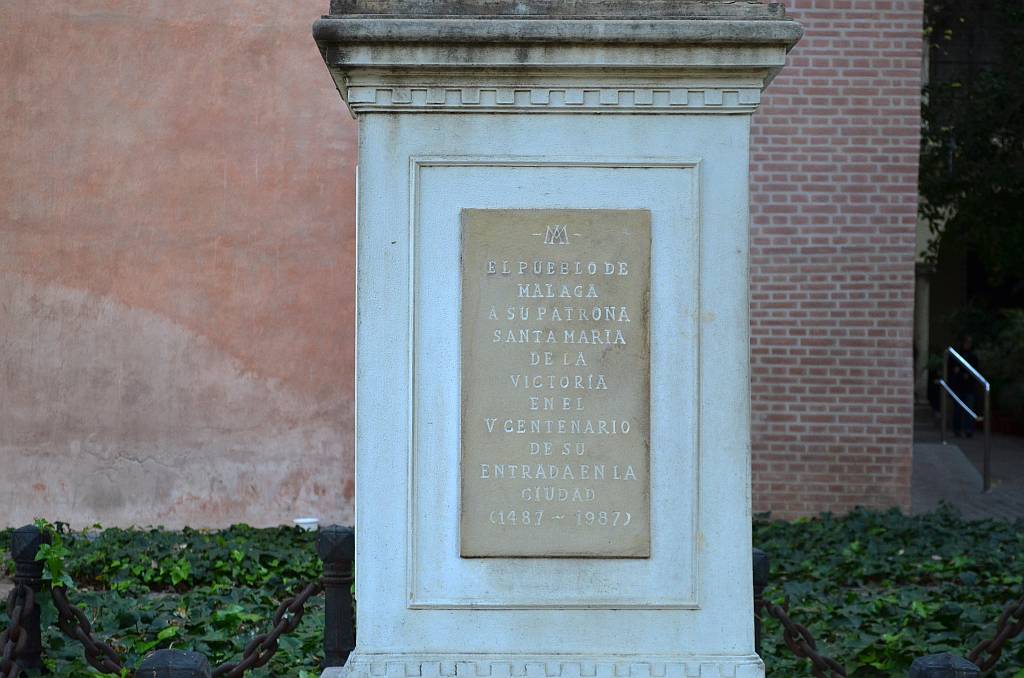 EL PUEBLO DE
MALAGA
A SU PATRONA
SANTA MARIA
DE LA
VICTORIA
EN EL
V CENTENARIO
DE SU
ENTRADA EN LA
CIUDAD
(1487 - 1987)